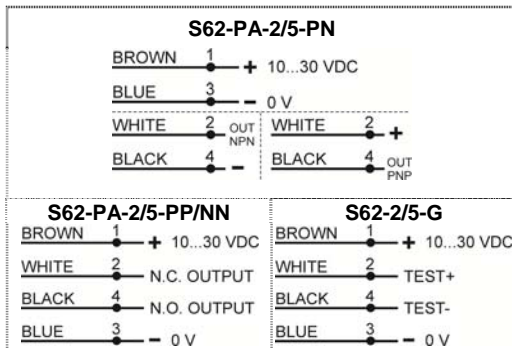 S62-PA-2/5-PN
BROWN 1 + 10...30 VDC
BLUE 3 - 0 V
WHITE 2 OUT NPN
BLACK 4 -
WHITE 2 +
BLACK 4 OUT PNP
S62-PA-2/5-PP/NN
BROWN 1 + 10...30 VDC
WHITE 2 N.C. OUTPUT
BLACK 4 N.O. OUTPUT
BLUE 3 - 0 V
S62-2/5-G
BROWN 1 + 10...30 VDC
WHITE 2 TEST+
BLACK 4 TEST-
BLUE 3 - 0 V